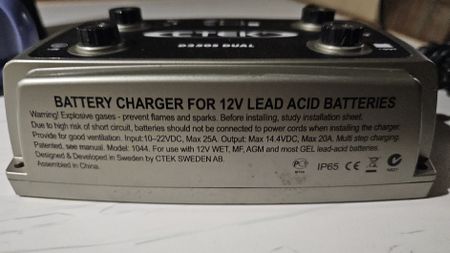 CTEK
D250S DUAL
BATTERY CHARGER FOR 12V LEAD ACID BATTERIES
Warning! Explosive gases - prevent flames and sparks. Before installing, study installation sheet.
Due to high risk of short circuit, batteries should not be connected to power cords when installing the charger.
Provide for good ventilation. Input:10–22VDC, Max 25A. Output: Max 14.4VDC, Max 20A. Multi step charging.
Patented, see manual. Model: 1044. For use with 12V WET, MF, AGM and most GEL lead-acid batteries.
Designed & Developed in Sweden by CTEK SWEDEN AB.
Assembled in China.
IP65 CE